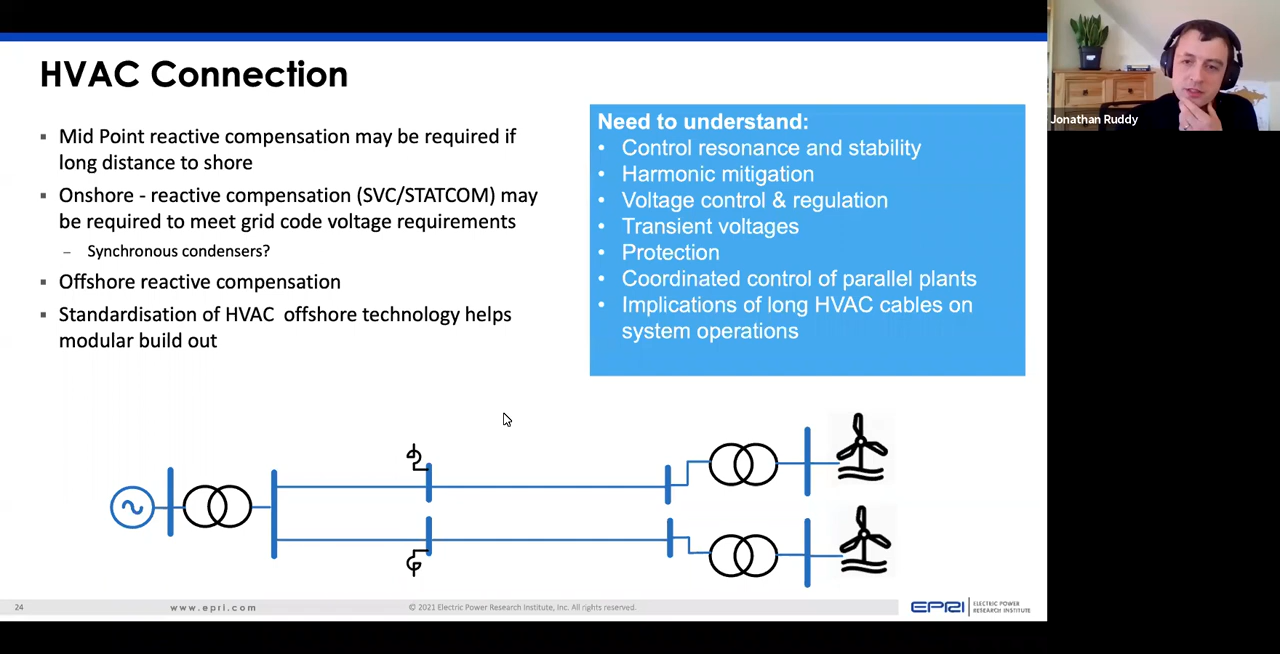 HVAC Connection
▪ Mid Point reactive compensation may be required if
long distance to shore
▪ Onshore - reactive compensation (SVC/STATCOM) may
be required to meet grid code voltage requirements
– Synchronous condensers?
▪ Offshore reactive compensation
▪ Standardisation of HVAC offshore technology helps
modular build out
Need to understand:
• Control resonance and stability
• Harmonic mitigation
• Voltage control & regulation
• Transient voltages
• Protection
• Coordinated control of parallel plants
• Implications of long HVAC cables on
system operations
Jonathan Ruddy
24
www.epri.com
© 2021 Electric Power Research Institute, Inc. All rights reserved.
EPRI
ELECTRIC POWER
RESEARCH INSTITUTE